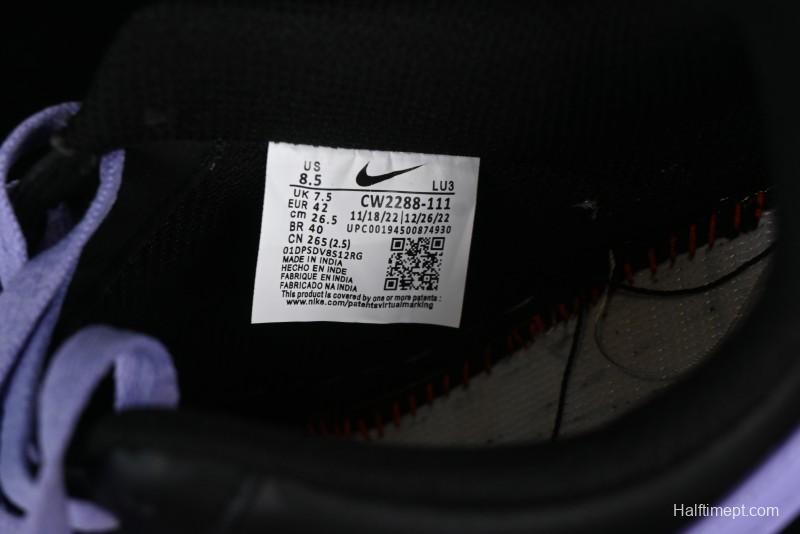 US
8.5
LU3
UK 7.5
EUR 42
cm 26.5
BR 40
CN 265 (2.5)
CW2288-111
11/18/22 | 12/26/22
UPC00194500874930
01DPSDV8S12RG
MADE IN INDIA
HECHO EN INDE
FABRIQUE EN INDIA
FABRICADO NA INDIA
This product is covered by one or more patents :
www.nike.com/patentsvirtualmarking
Halftimept.com